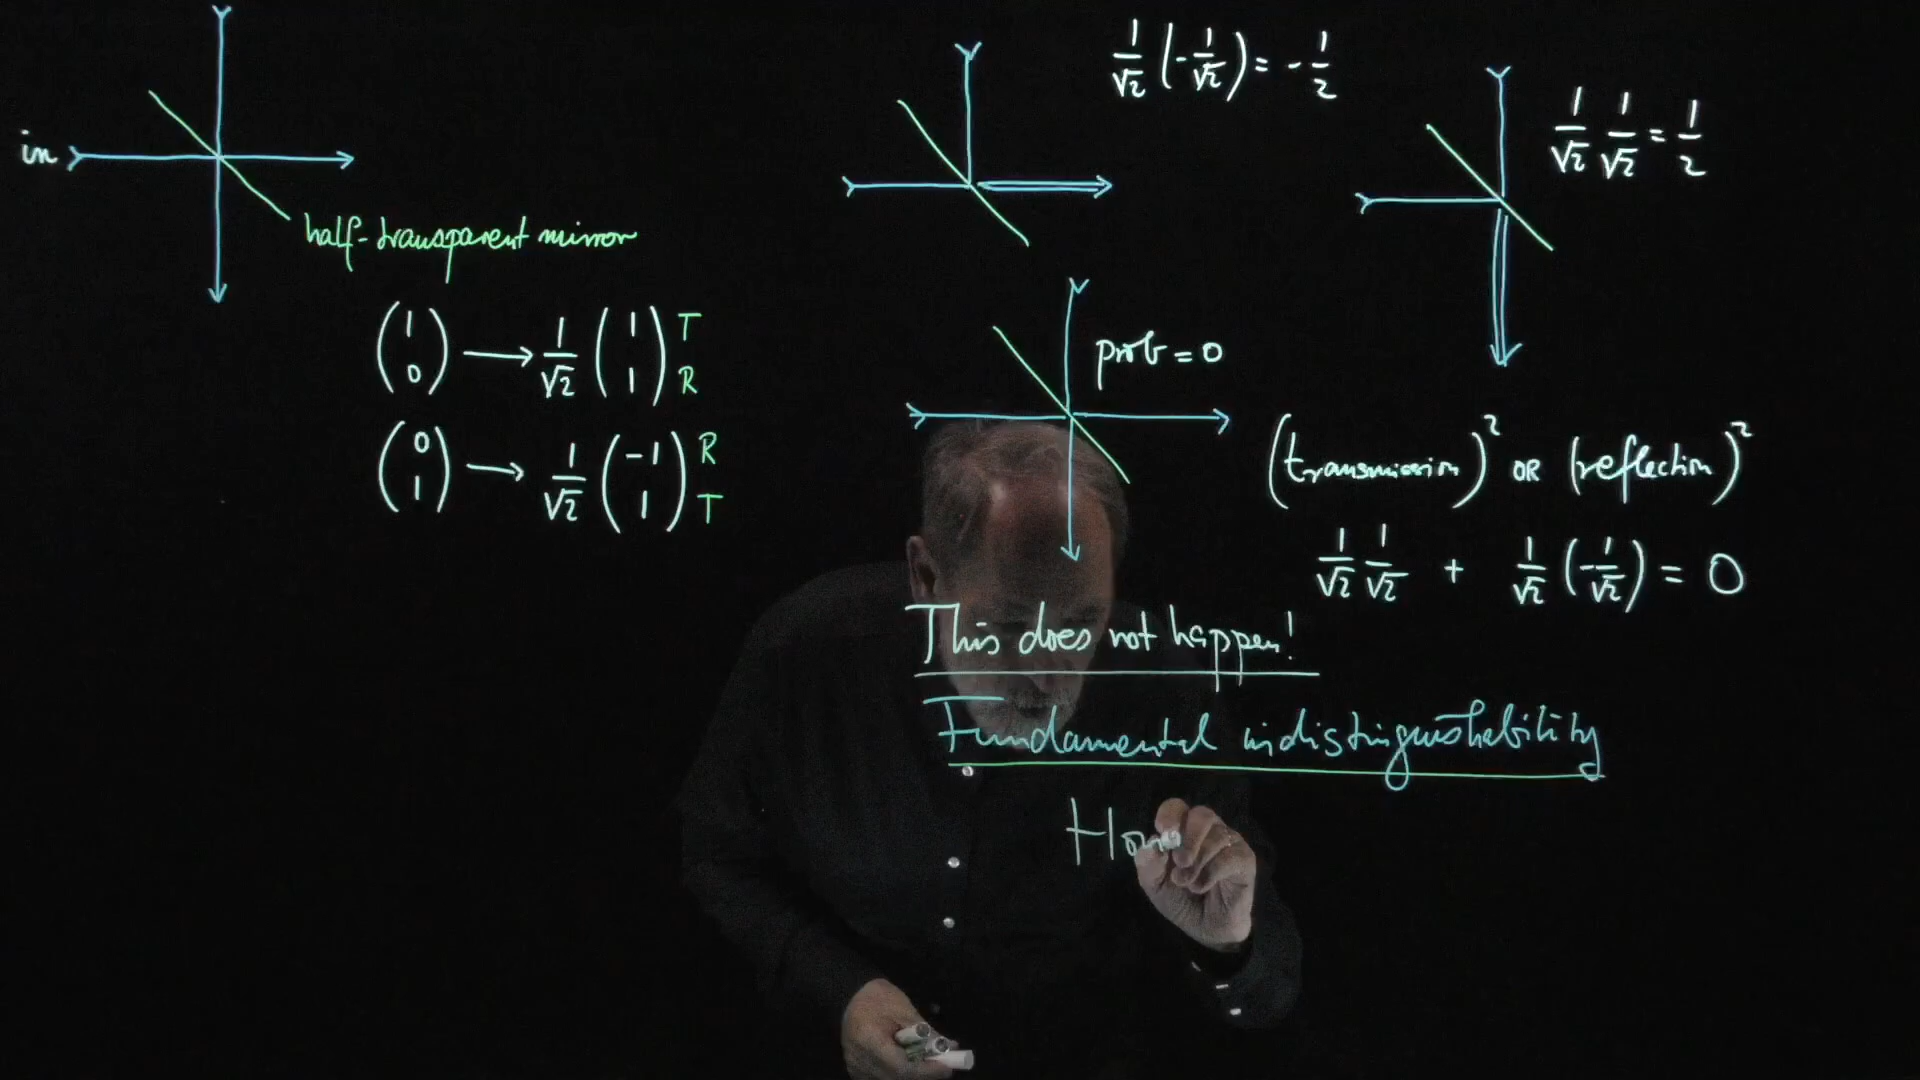 in
half-transparent mirror
(1 0) → 1/√2 (1 1) T R
(0 1) → 1/√2 (-1 1) R T
1/√2 (-1/√2) = -1/2
1/√2 1/√2 = 1/2
prob = 0
(transmission)² OR (reflection)²
1/√2 1/√2 + 1/√2 (-1/√2) = 0
This does not happen!
Fundamental indistinguishability